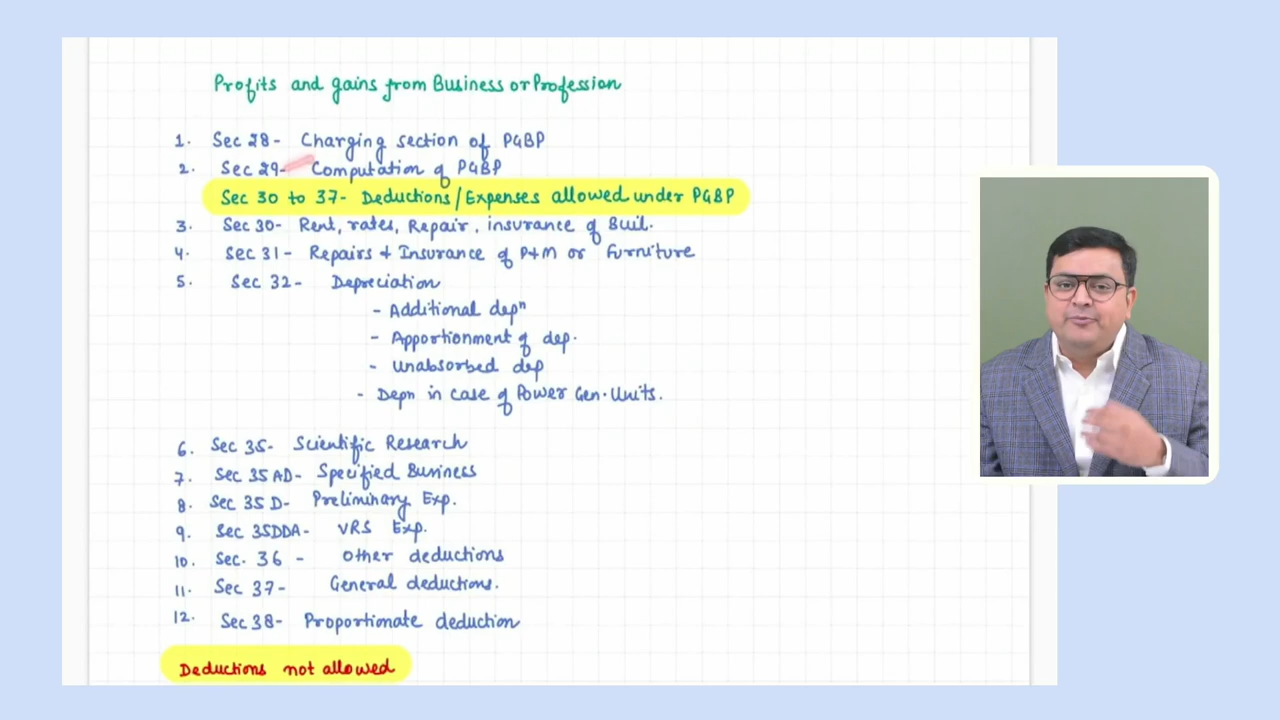 Profits and gains from Business or Profession
1. Sec 28- Charging section of PGBP
2. Sec 29- Computation of PGBP
Sec 30 to 37- Deductions/Expenses allowed under PGBP
3. Sec 30- Rent, rates, Repair, insurance of Buil.
4. Sec 31- Repairs & Insurance of P+M or Furniture
5. Sec 32- Depreciation
- Additional depⁿ
- Apportionment of dep.
- Unabsorbed dep
- Depn in case of Power Gen. Units.
6. Sec 35- Scientific Research
7. Sec 35 AD- Specified Business
8. Sec 35 D- Preliminary Exp.
9. Sec 35DDA- VRS Exp.
10. Sec. 36 - Other deductions
11. Sec 37- General deductions.
12. Sec 38- Proportionate deduction
Deductions not allowed